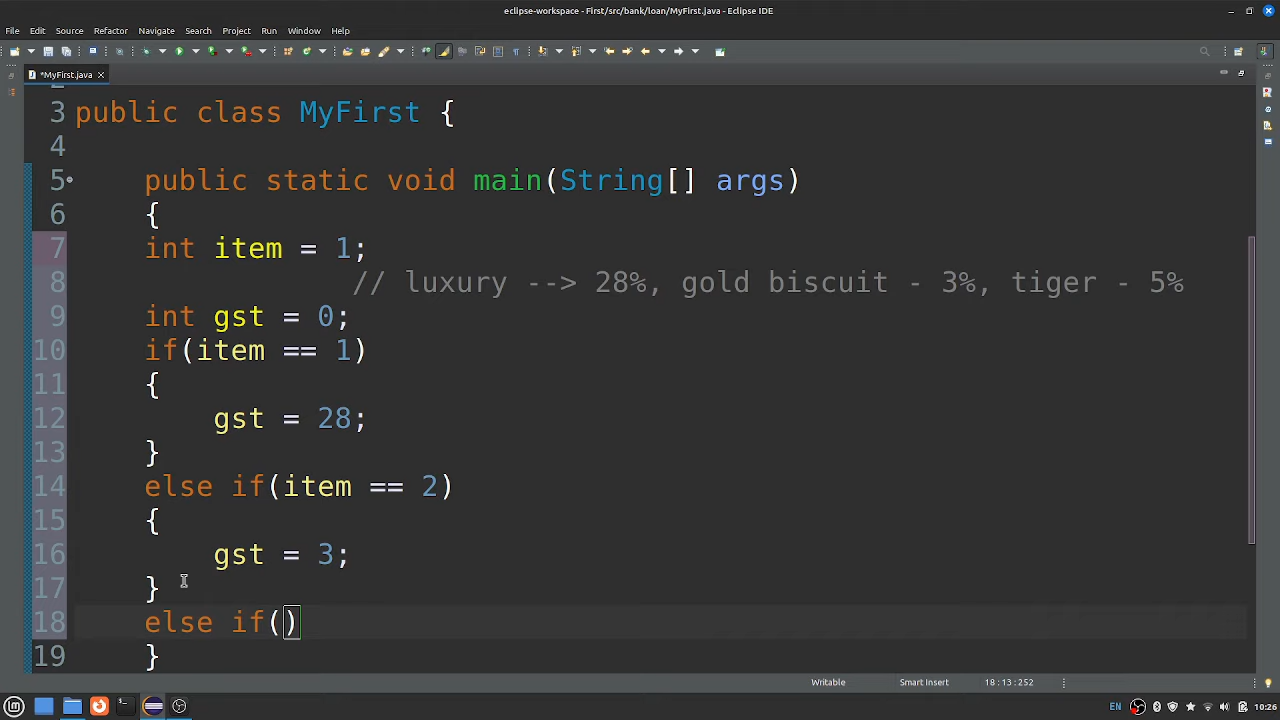 eclipse-workspace - First/src/bank/loan/MyFirst.java - Eclipse IDE
File Edit Source Refactor Navigate Search Project Run Window Help
*MyFirst.java
3 public class MyFirst {
4
5 public static void main(String[] args)
6 {
7 int item = 1;
8 // luxury --> 28%, gold biscuit - 3%, tiger - 5%
9 int gst = 0;
10 if(item == 1)
11 {
12 gst = 28;
13 }
14 else if(item == 2)
15 {
16 gst = 3;
17 }
18 else if()
19 }
Writable Smart Insert 18:13:252
EN 10:26